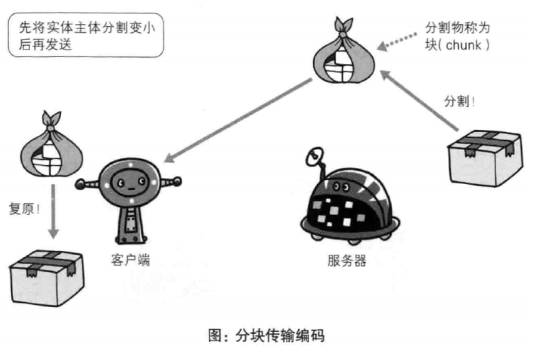 先将实体主体分割变小
后再发送
分割物称为
块( chunk )
分割!
复原!
客户端
服务器
图: 分块传输编码